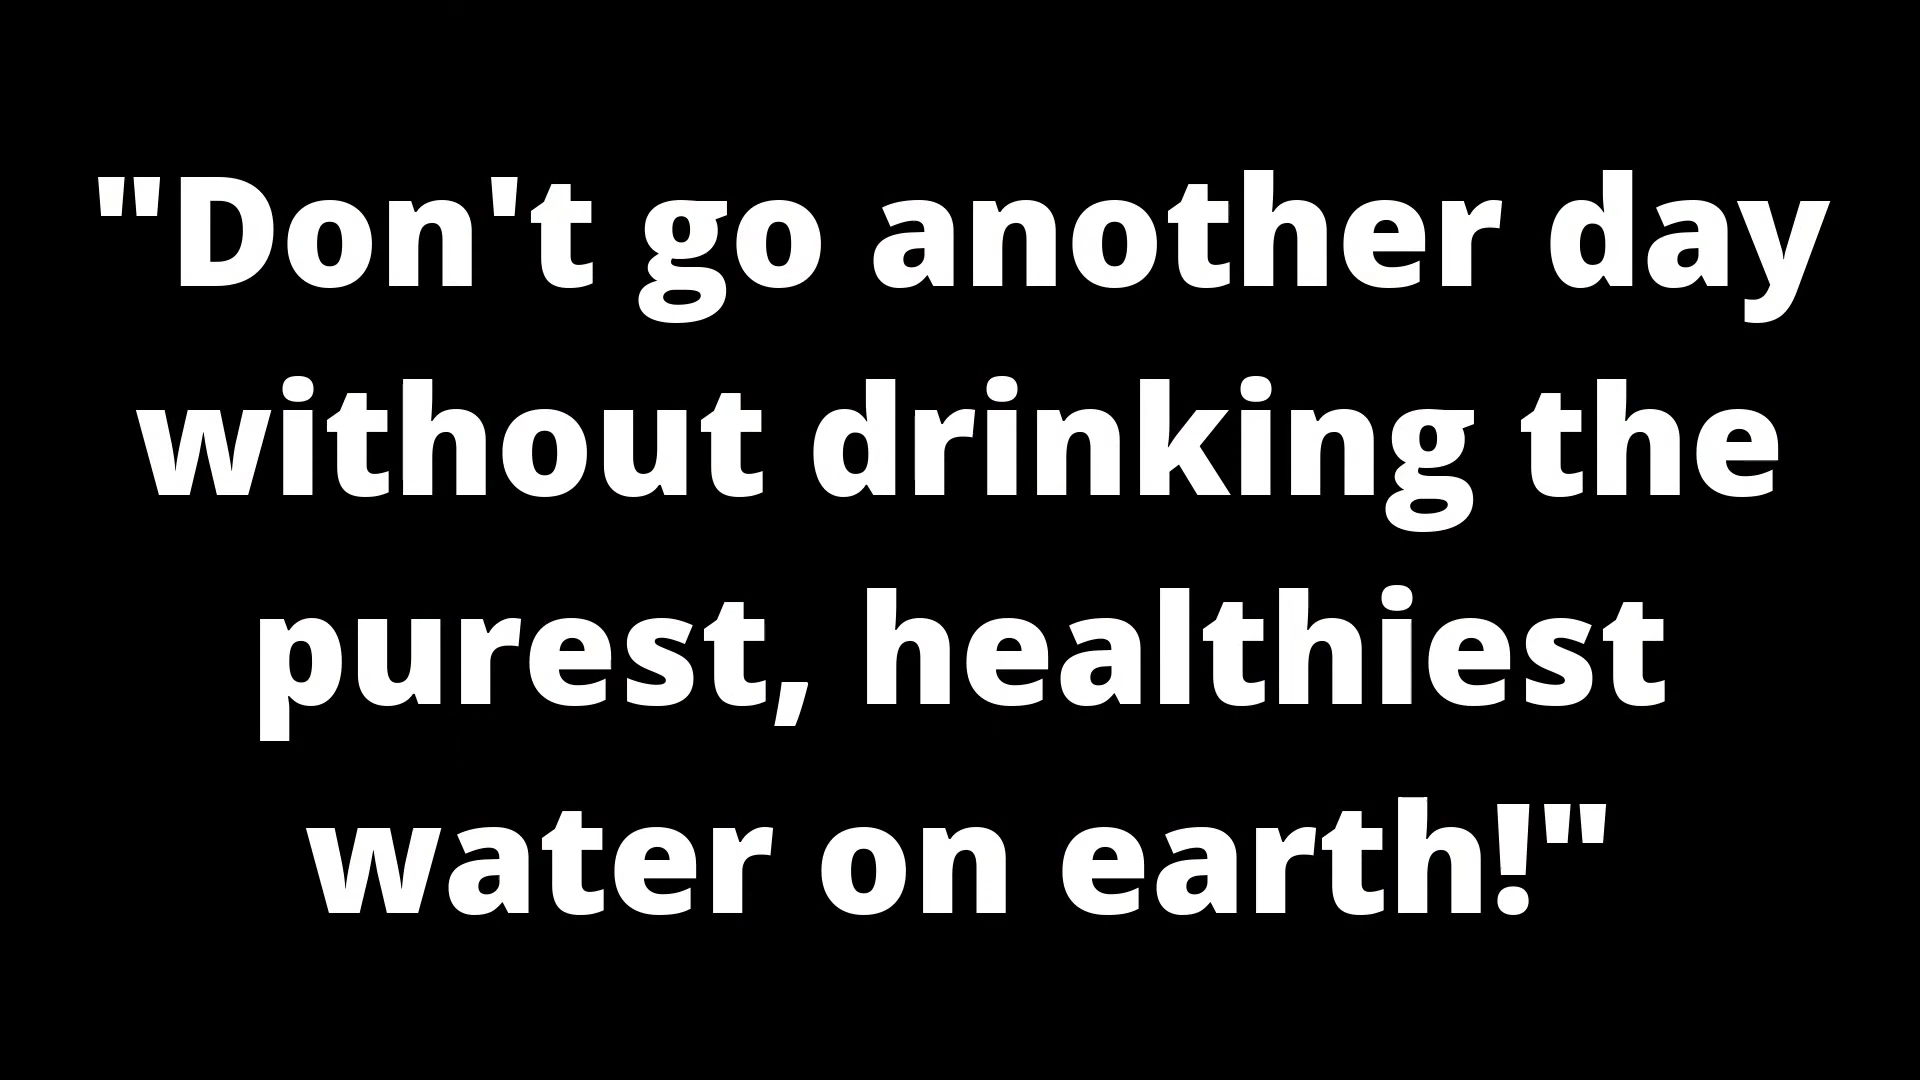 "Don't go another day
without drinking the
purest, healthiest
water on earth!"